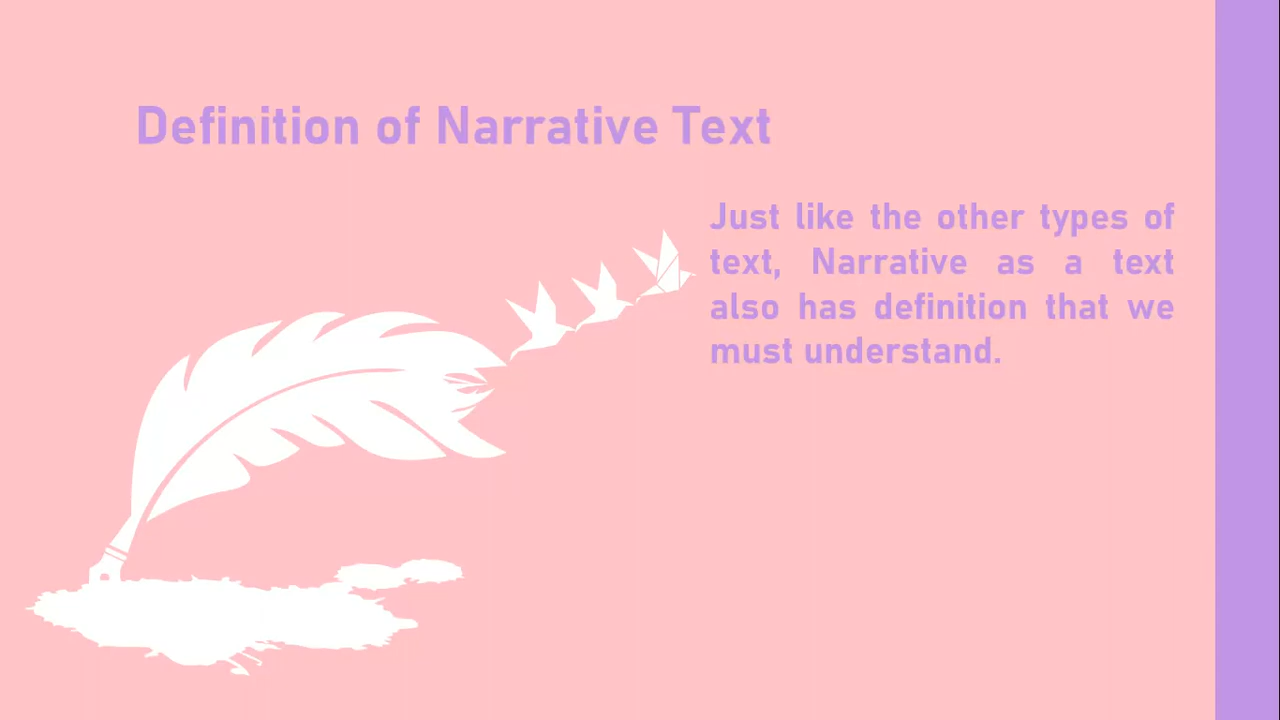 Definition of Narrative Text
Just like the other types of
text, Narrative as a text
also has definition that we
must understand.